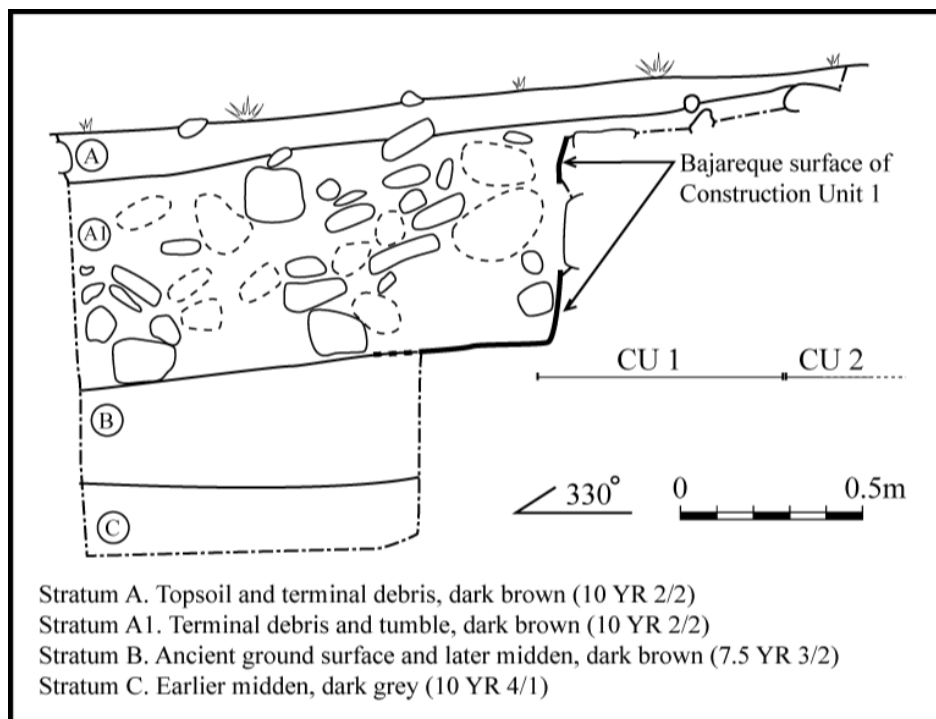 A
Bajareque surface of
Construction Unit 1
A1
CU 1 CU 2
B
330° 0 0.5m
C
Stratum A. Topsoil and terminal debris, dark brown (10 YR 2/2)
Stratum A1. Terminal debris and tumble, dark brown (10 YR 2/2)
Stratum B. Ancient ground surface and later midden, dark brown (7.5 YR 3/2)
Stratum C. Earlier midden, dark grey (10 YR 4/1)